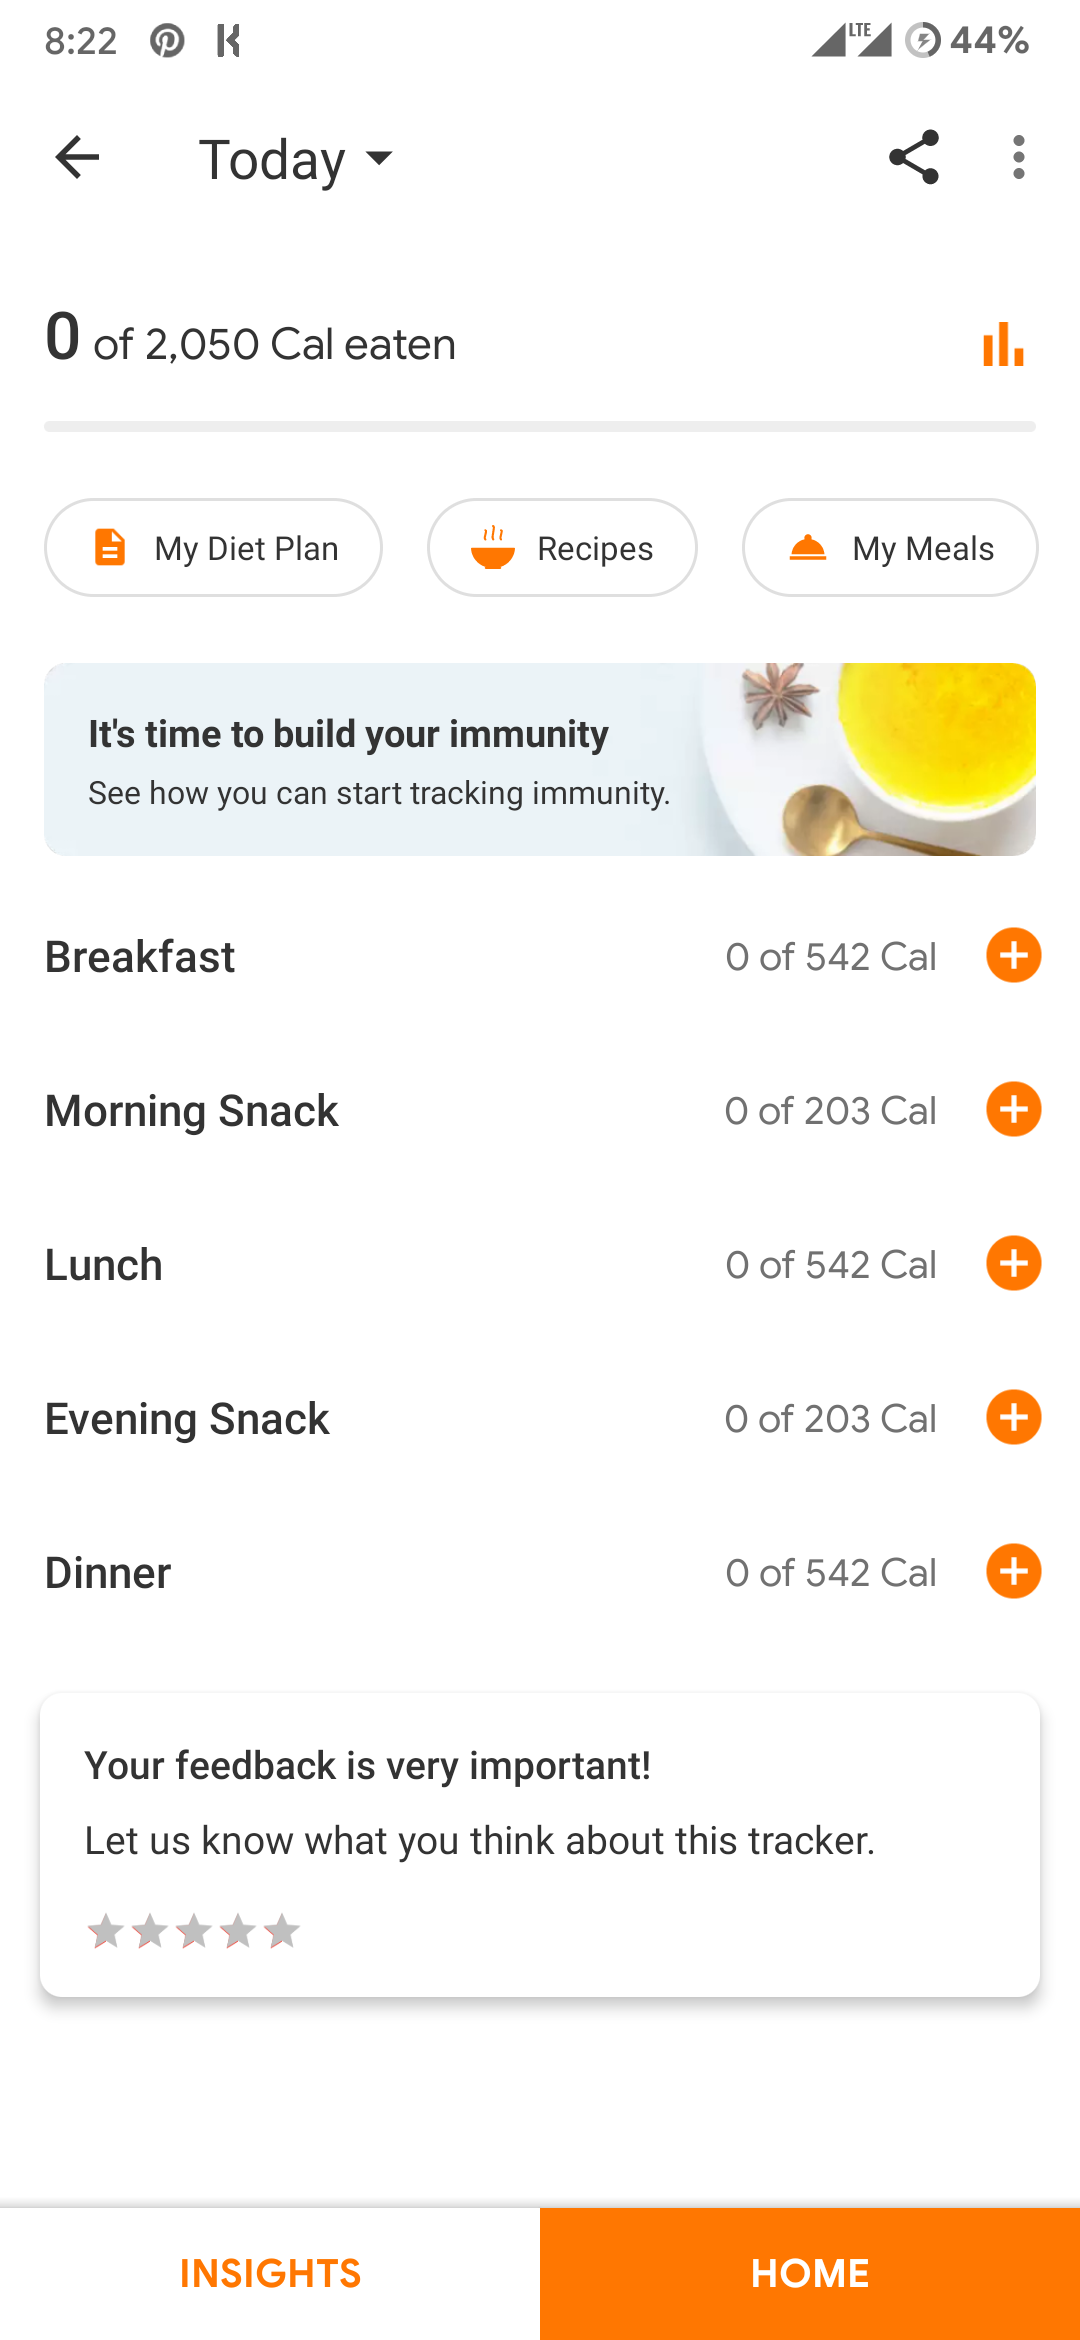 8:22 LTE 44%
Today
0 of 2,050 Cal eaten
My Diet Plan Recipes My Meals
It's time to build your immunity
See how you can start tracking immunity.
Breakfast 0 of 542 Cal
Morning Snack 0 of 203 Cal
Lunch 0 of 542 Cal
Evening Snack 0 of 203 Cal
Dinner 0 of 542 Cal
Your feedback is very important!
Let us know what you think about this tracker.
INSIGHTS HOME